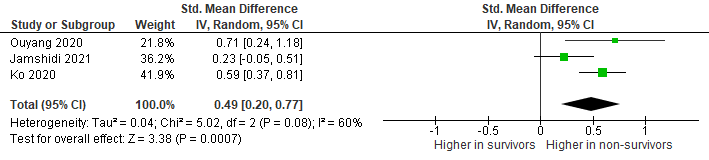 Std. Mean Difference Std. Mean Difference
Study or Subgroup Weight IV, Random, 95% CI IV, Random, 95% CI
Ouyang 2020 21.8% 0.71 [0.24, 1.18]
Jamshidi 2021 36.2% 0.23 [-0.05, 0.51]
Ko 2020 41.9% 0.59 [0.37, 0.81]
Total (95% CI) 100.0% 0.49 [0.20, 0.77]
Heterogeneity: Tau² = 0.04; Chi² = 5.02, df = 2 (P = 0.08); I² = 60%
Test for overall effect: Z = 3.38 (P = 0.0007)
-1 -0.5 0 0.5 1
Higher in survivors Higher in non-survivors